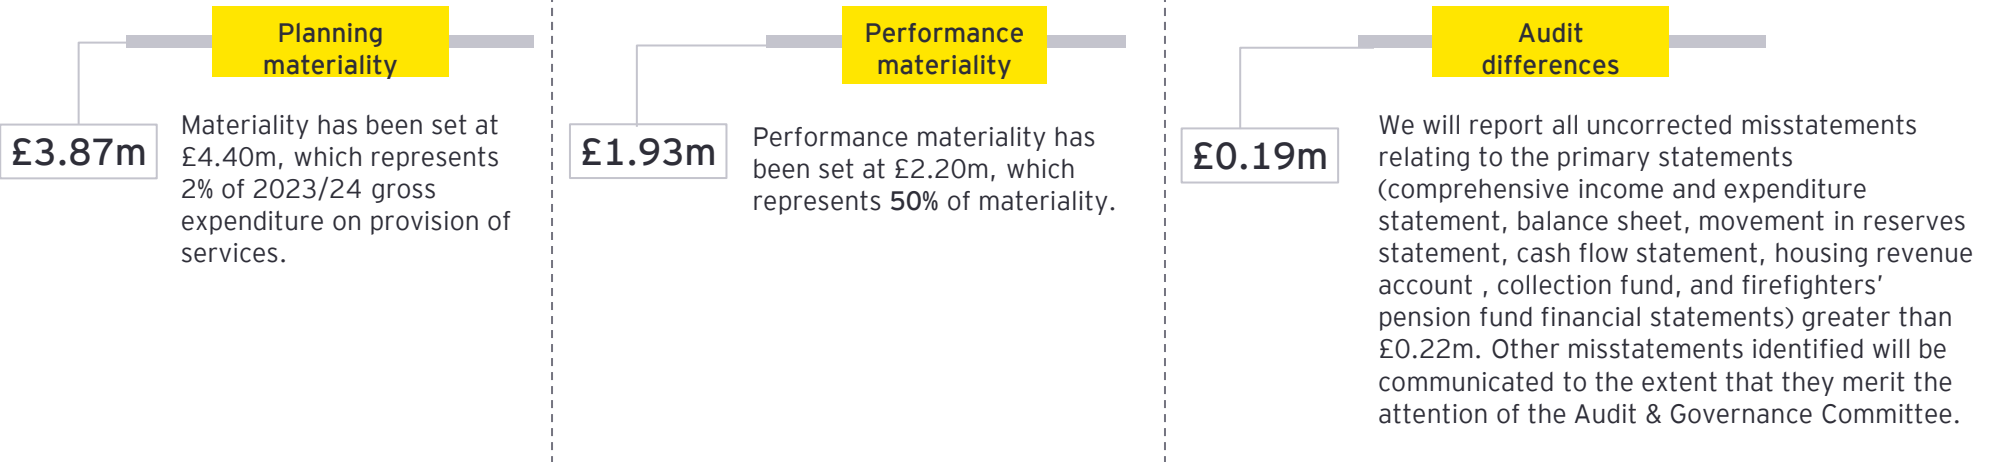 Planning
materiality
£3.87m
Materiality has been set at
£4.40m, which represents
2% of 2023/24 gross
expenditure on provision of
services.
Performance
materiality
£1.93m
Performance materiality has
been set at £2.20m, which
represents 50% of materiality.
Audit
differences
£0.19m
We will report all uncorrected misstatements
relating to the primary statements
(comprehensive income and expenditure
statement, balance sheet, movement in reserves
statement, cash flow statement, housing revenue
account , collection fund, and firefighters’
pension fund financial statements) greater than
£0.22m. Other misstatements identified will be
communicated to the extent that they merit the
attention of the Audit & Governance Committee.